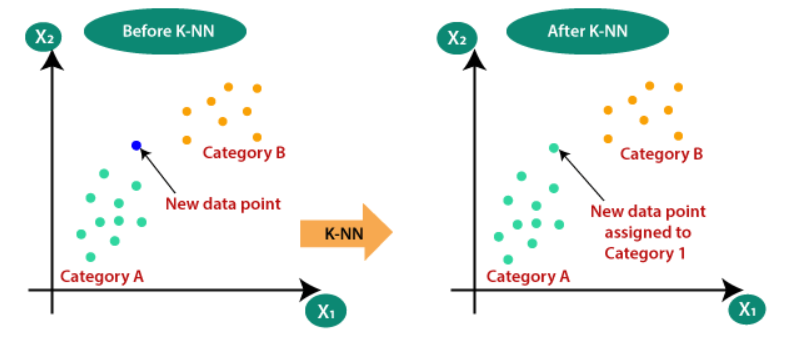 Before K-NN
X₂
Category B
New data point
Category A
X₁
K-NN
After K-NN
X₂
Category B
New data point
assigned to
Category 1
Category A
X₁